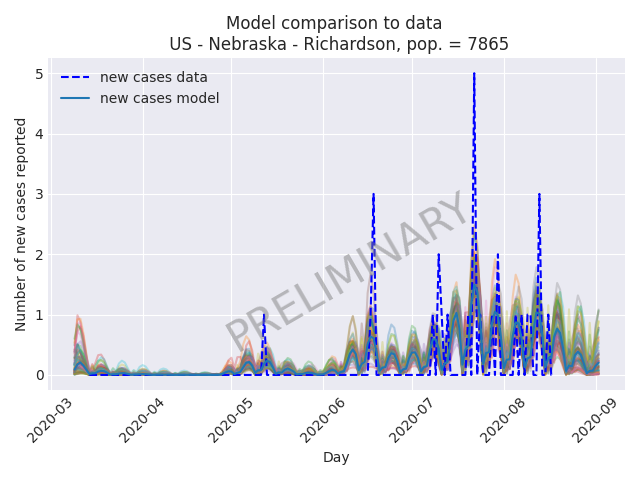 Model comparison to data
US - Nebraska - Richardson, pop. = 7865
new cases data
new cases model
PRELIMINARY
Number of new cases reported
5
4
3
2
1
0
2020-03
2020-04
2020-05
2020-06
2020-07
2020-08
2020-09
Day